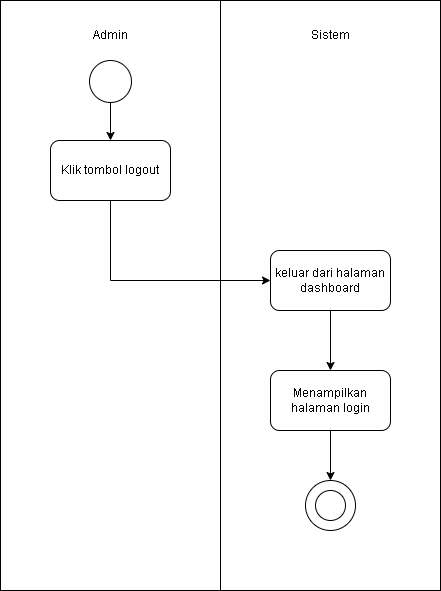 Admin
Sistem
Klik tombol logout
keluar dari halaman
dashboard
Menampilkan
halaman login